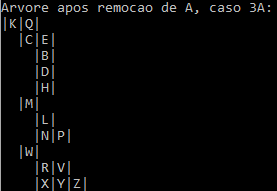 Arvore apos remocao de A, caso 3A:
|K|Q|
   |C|E|
      |B|
      |D|
      |H|
   |M|
      |L|
      |N|P|
   |W|
      |R|V|
      |X|Y|Z|